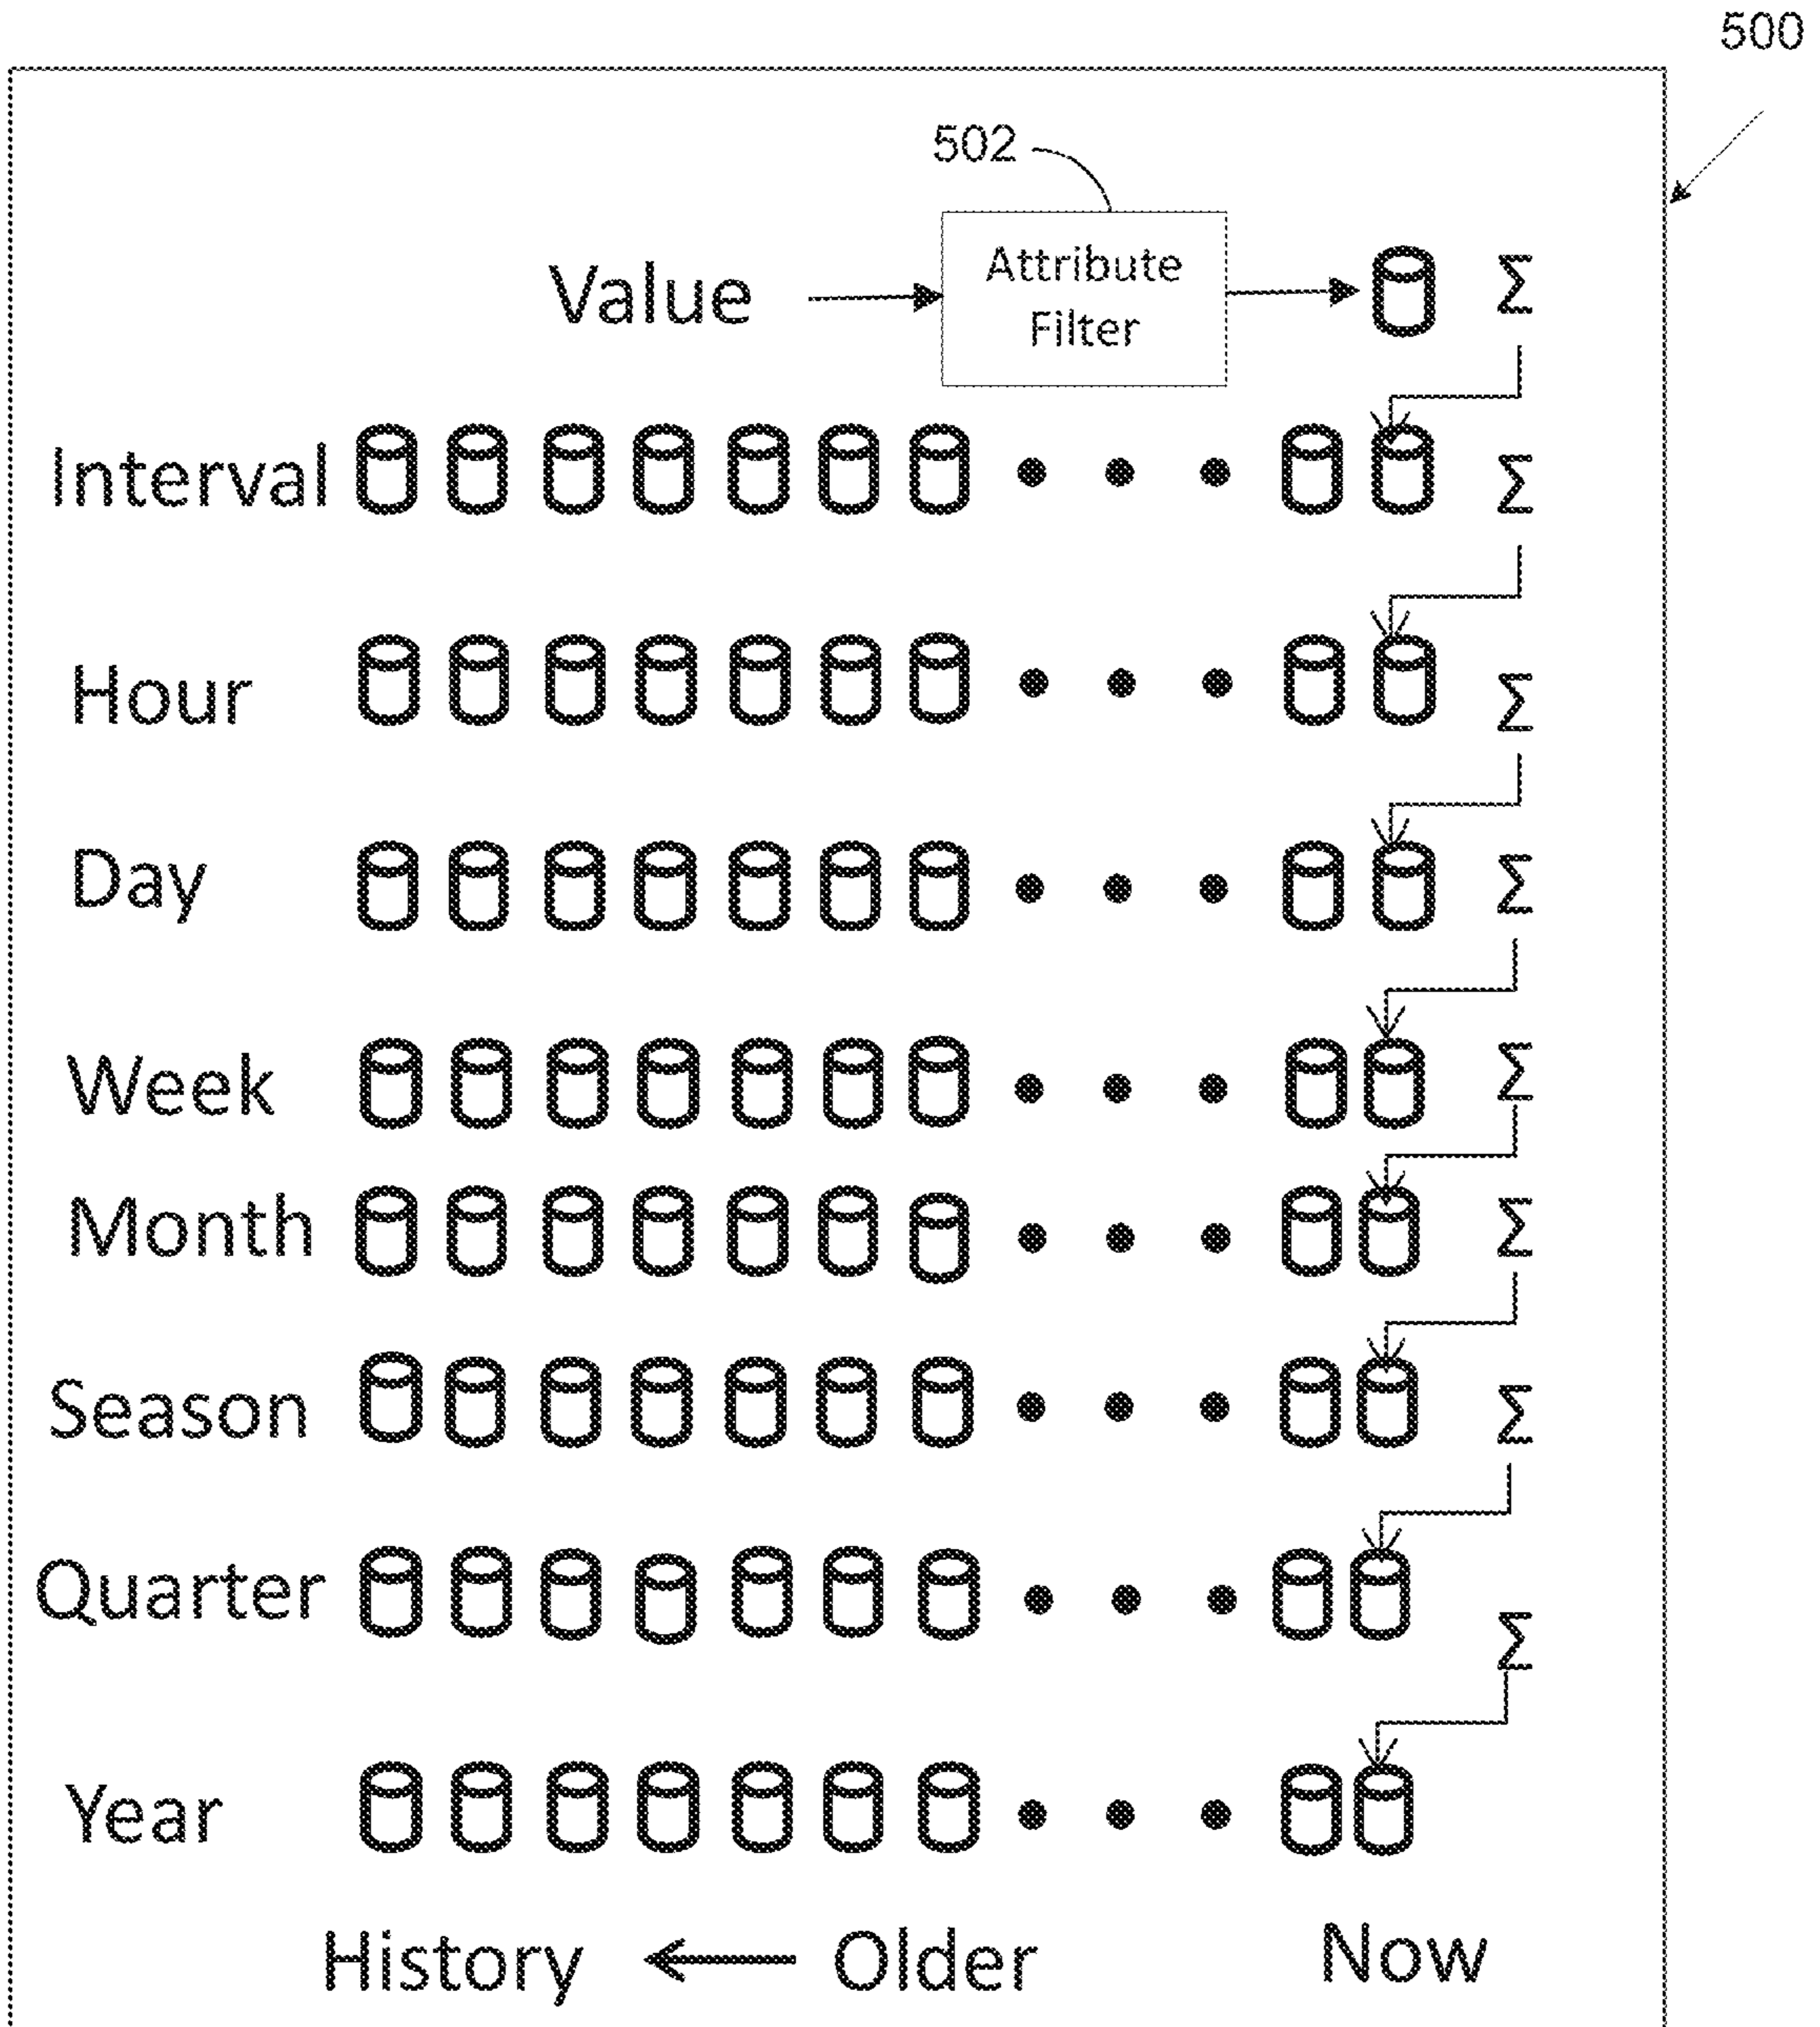 500
502
Value
Attribute
Filter
Σ
Interval
Σ
Hour
Σ
Day
Σ
Week
Σ
Month
Σ
Season
Σ
Quarter
Σ
Year
History
Older
Now